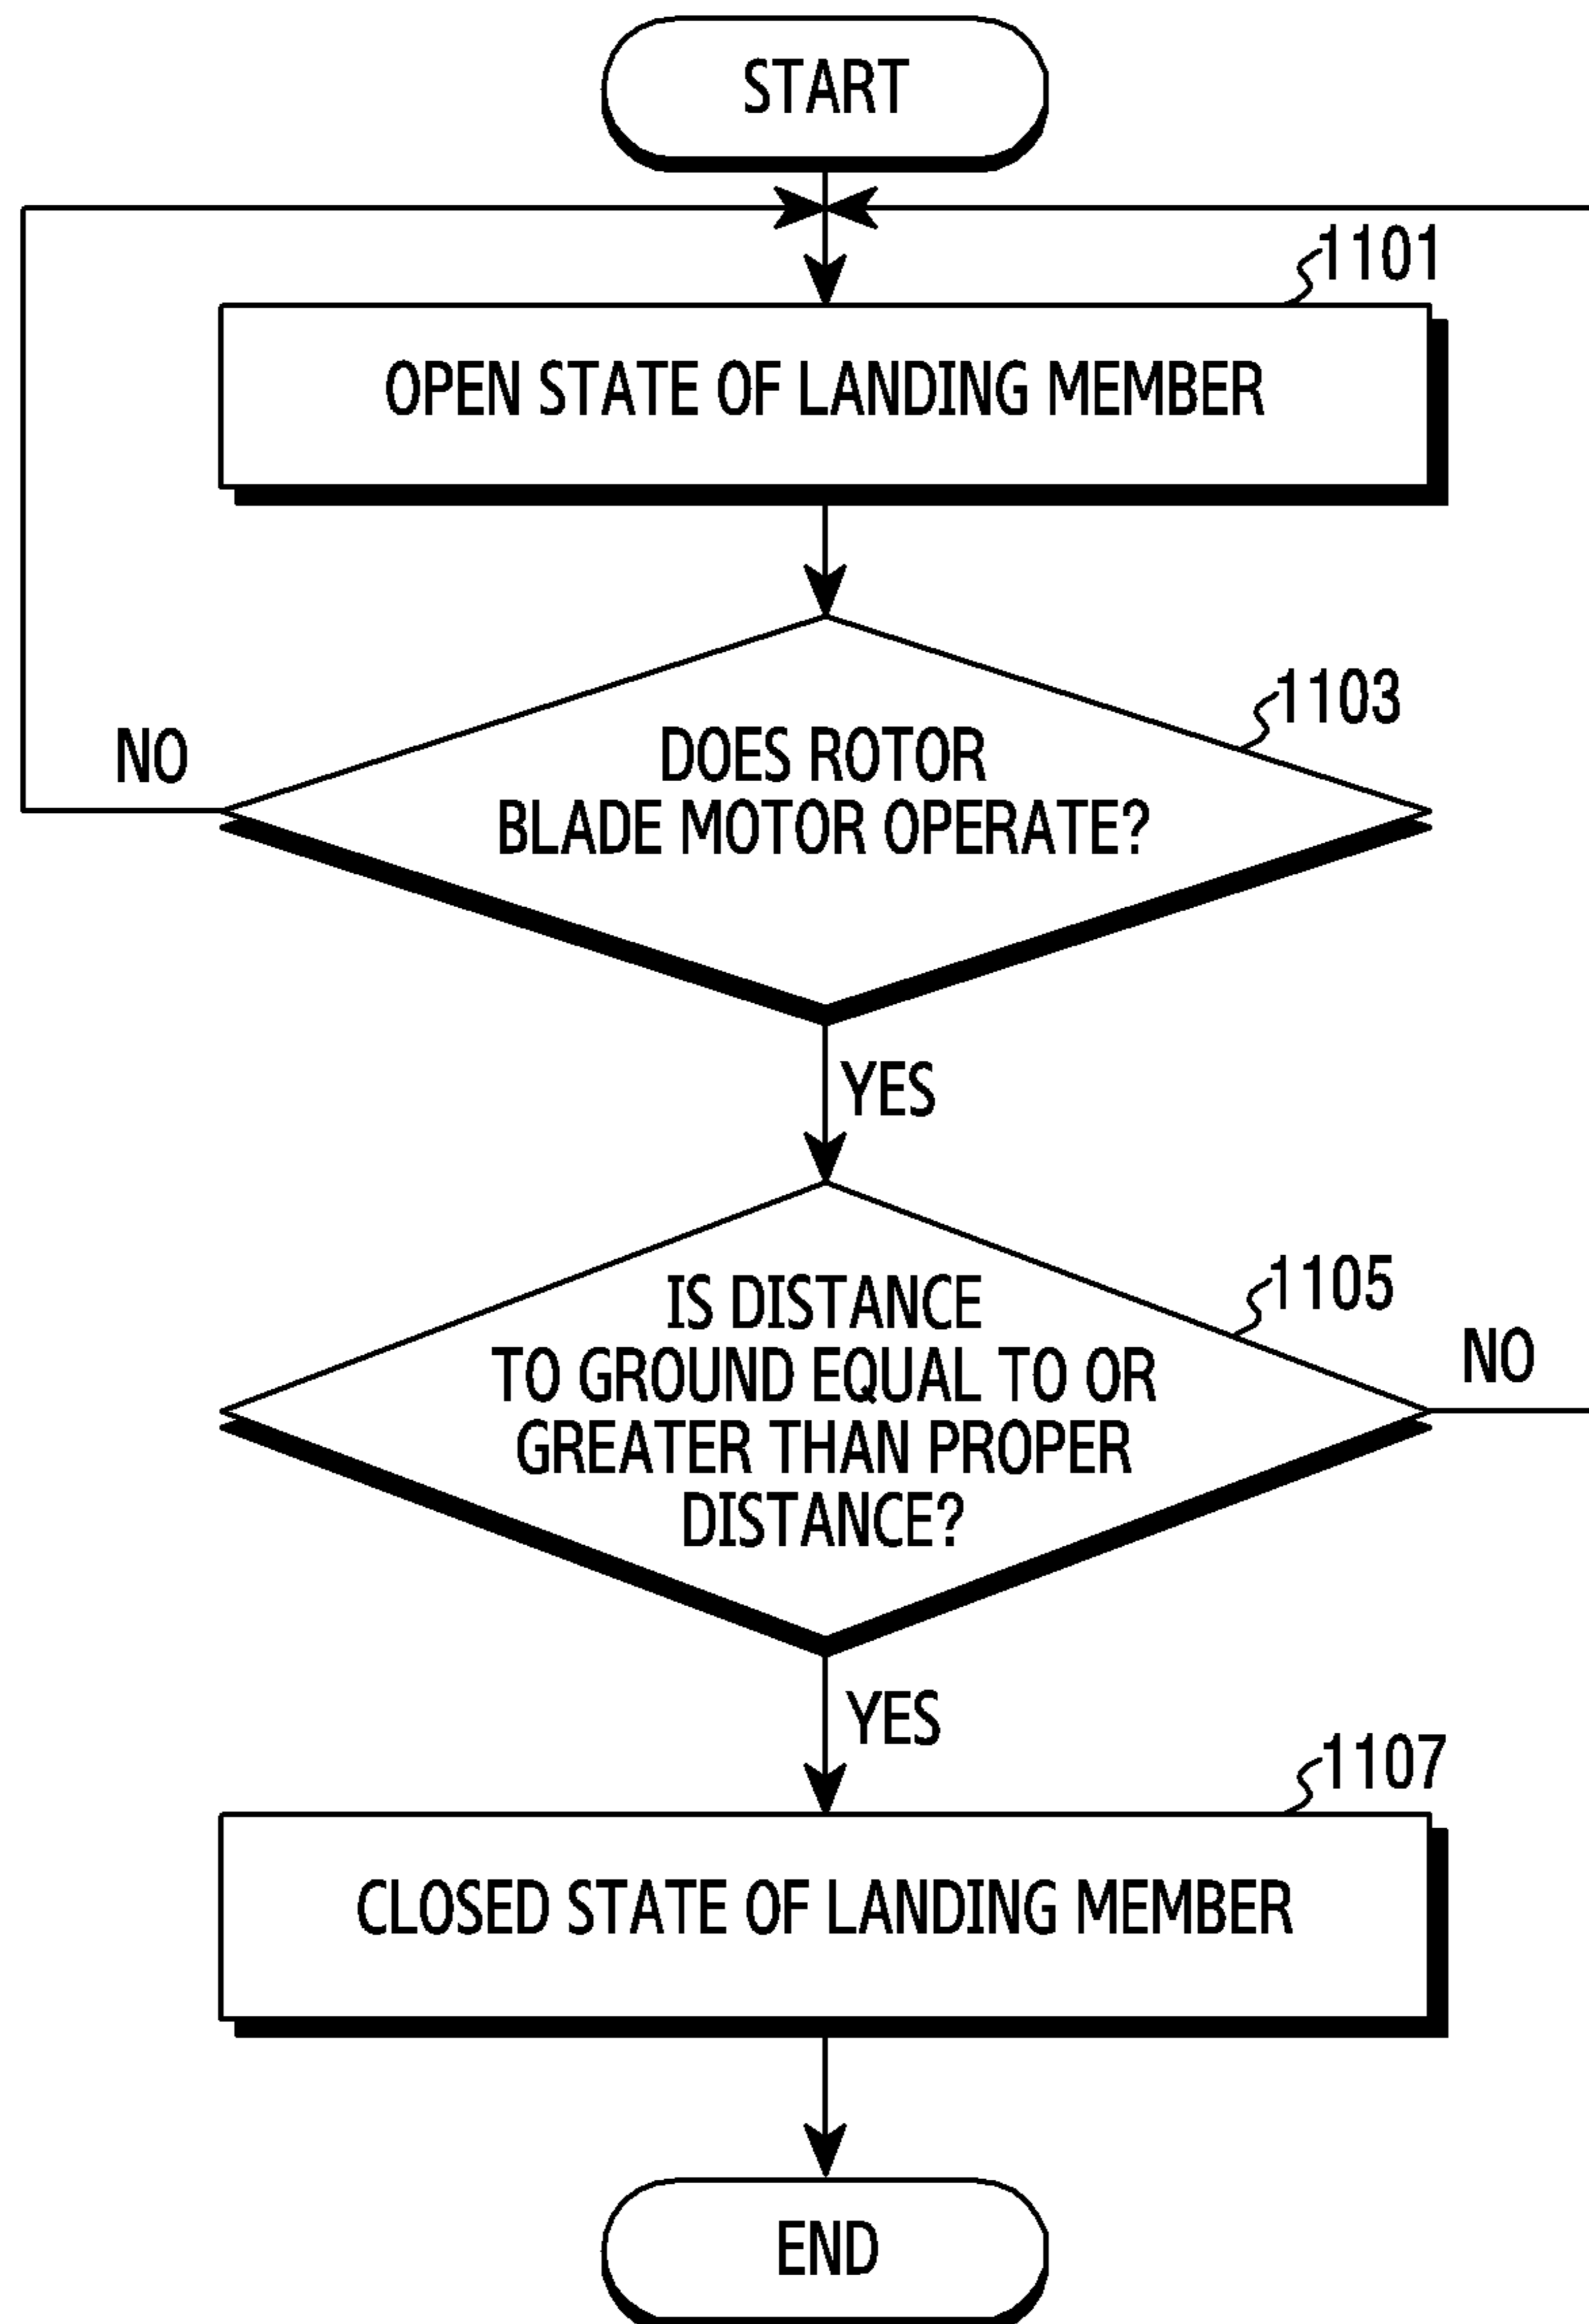 START
1101
OPEN STATE OF LANDING MEMBER
1103
NO
DOES ROTOR
BLADE MOTOR OPERATE?
YES
1105
NO
IS DISTANCE
TO GROUND EQUAL TO OR
GREATER THAN PROPER
DISTANCE?
YES
1107
CLOSED STATE OF LANDING MEMBER
END